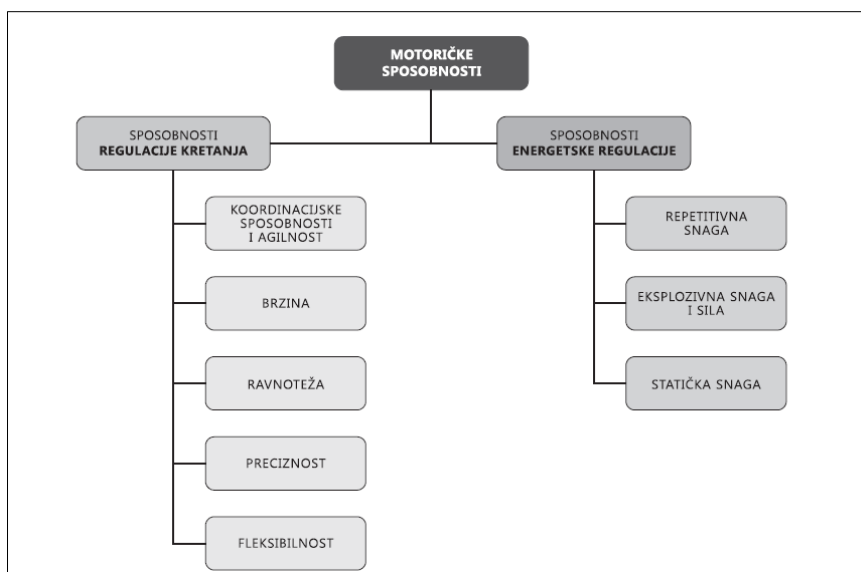 MOTORIČKE
SPOSOBNOSTI
SPOSOBNOSTI
REGULACIJE KRETANJA
KOORDINACIJSKE
SPOSOBNOSTI
I AGILNOST
BRZINA
RAVNOTEŽA
PRECIZNOST
FLEKSIBILNOST
SPOSOBNOSTI
ENERGETSKE REGULACIJE
REPETITIVNA
SNAGA
EKSPLOZIVNA SNAGA
I SILA
STATIČKA SNAGA